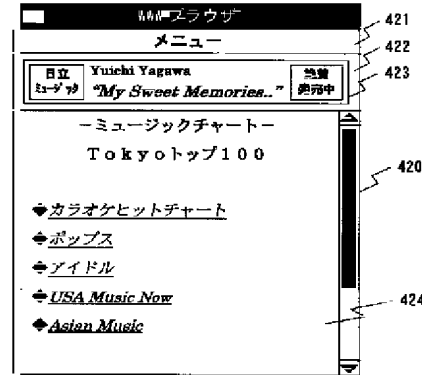 WWWブラウザ
421
メニュー
422
423
日立
ミュージック
Yuichi Yagawa
"My Sweet Memories.."
絶賛
発売中
－ミュージックチャート－
Ｔｏｋｙｏトップ１００
420
カラオケヒットチャート
ポップス
アイドル
USA Music Now
424
Asian Music